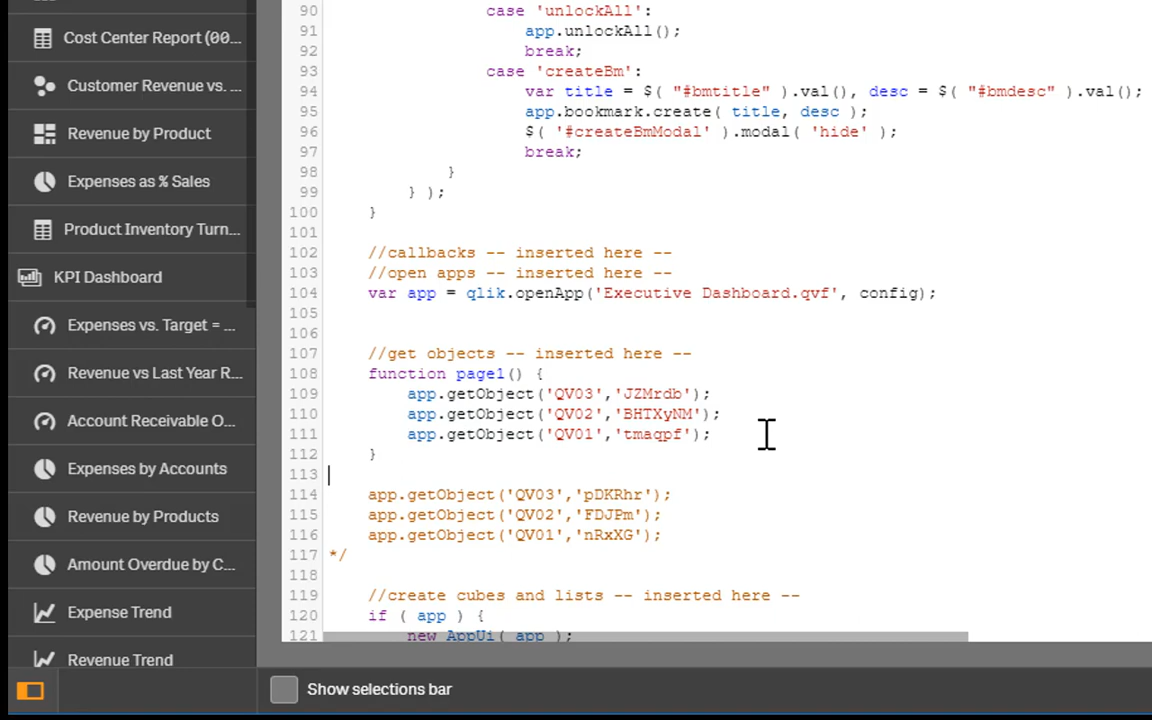 Cost Center Report (00...
Customer Revenue vs. ...
Revenue by Product
Expenses as % Sales
Product Inventory Turn...
KPI Dashboard
Expenses vs. Target = ...
Revenue vs Last Year R...
Account Receivable O...
Expenses by Accounts
Revenue by Products
Amount Overdue by C...
Expense Trend
Revenue Trend
90 case 'unlockAll':
91 app.unlockAll();
92 break;
93 case 'createBm':
94 var title = $( "#bmtitle" ).val(), desc = $( "#bmdesc" ).val();
95 app.bookmark.create( title, desc );
96 $( '#createBmModal' ).modal( 'hide' );
97 break;
98 }
99 } );
100 }
101
102 //callbacks -- inserted here --
103 //open apps -- inserted here --
104 var app = qlik.openApp('Executive Dashboard.qvf', config);
105
106
107 //get objects -- inserted here --
108 function page1() {
109 app.getObject('QV03','JZMrdb');
110 app.getObject('QV02','BHTXyNM');
111 app.getObject('QV01','tmaqpf');
112 }
113
114 app.getObject('QV03','pDKRhr');
115 app.getObject('QV02','FDJPm');
116 app.getObject('QV01','nRxXG');
117 */
118
119 //create cubes and lists -- inserted here --
120 if ( app ) {
121 new AppUi( app );
Show selections bar